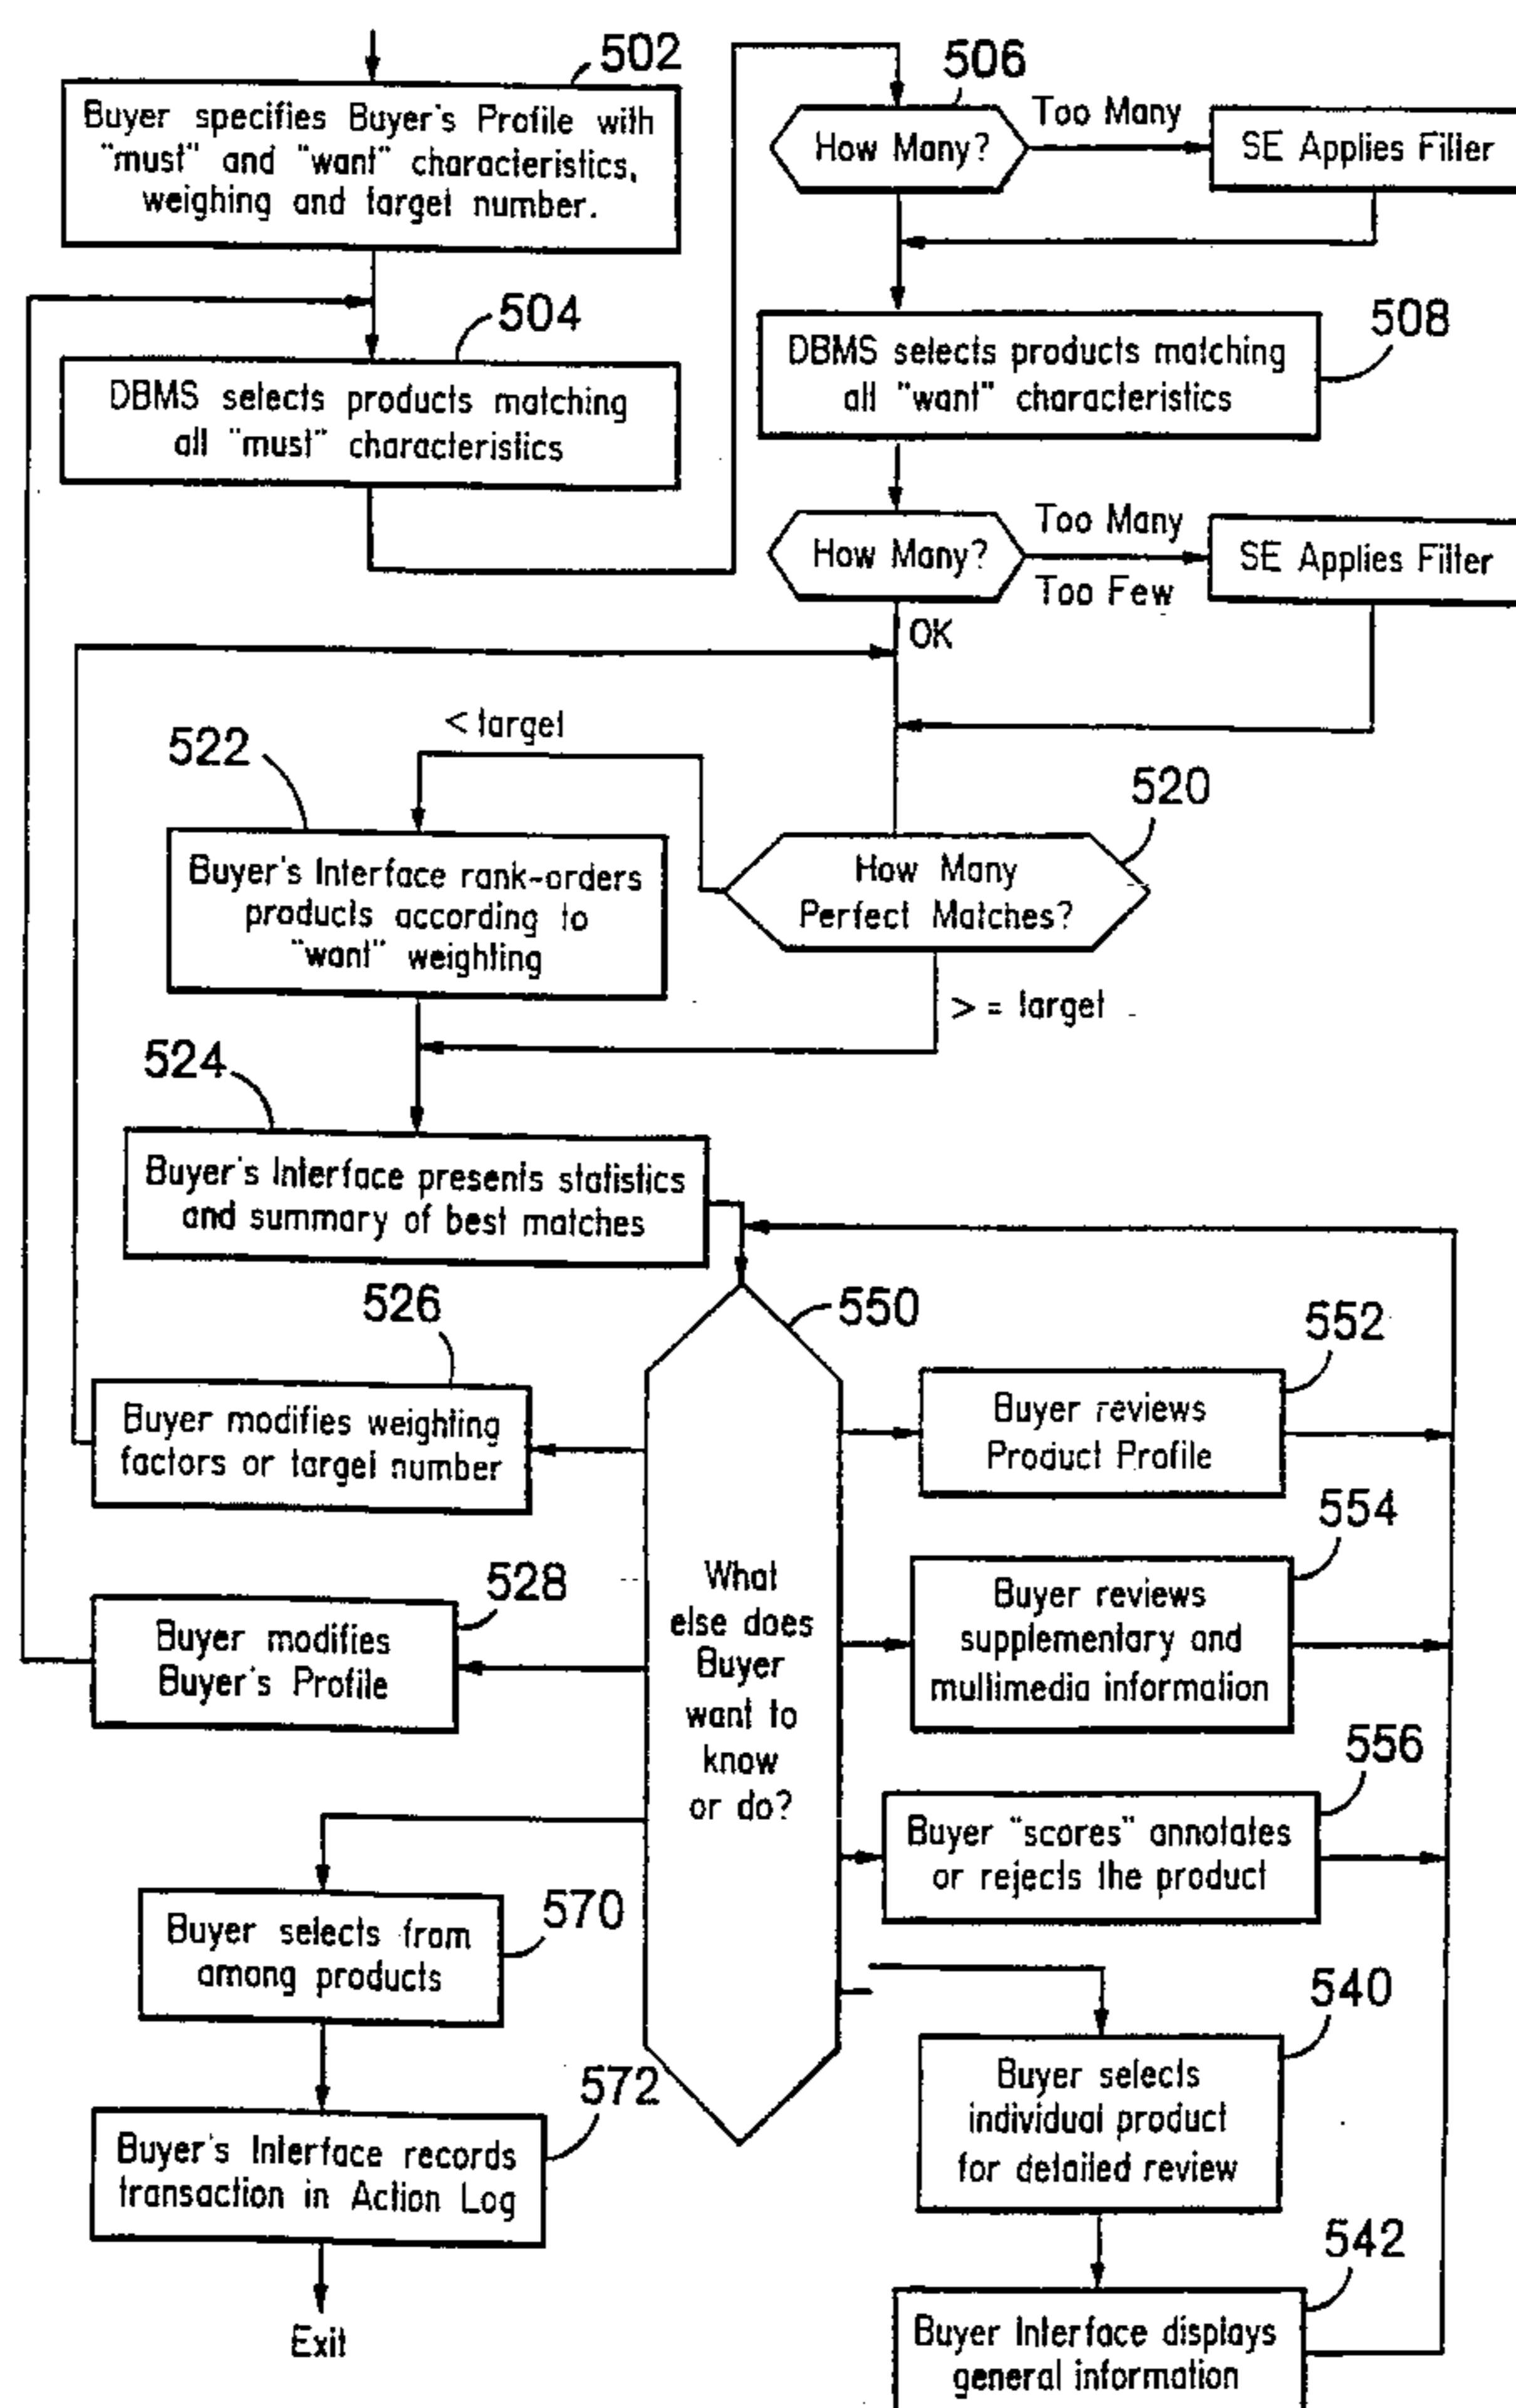 502
Buyer specifies Buyer's Profile with
"must" and "want" characteristics,
weighing and target number.
504
DBMS selects products matching
all "must" characteristics
506
How Many?
Too Many
SE Applies Filter
508
DBMS selects products matching
all "want" characteristics
How Many?
Too Many
Too Few
SE Applies Filter
OK
< target
522
Buyer's Interface rank-orders
products according to
"want" weighting
520
How Many
Perfect Matches?
> = target
524
Buyer's Interface presents statistics
and summary of best matches
526
Buyer modifies weighting
factors or target number
528
Buyer modifies
Buyer's Profile
550
What
else does
Buyer
want to
know
or do?
552
Buyer reviews
Product Profile
554
Buyer reviews
supplementary and
multimedia information
556
Buyer "scores" annotates
or rejects the product
570
Buyer selects from
among products
572
Buyer's Interface records
transaction in Action Log
Exit
540
Buyer selects
individual product
for detailed review
542
Buyer Interface displays
general information